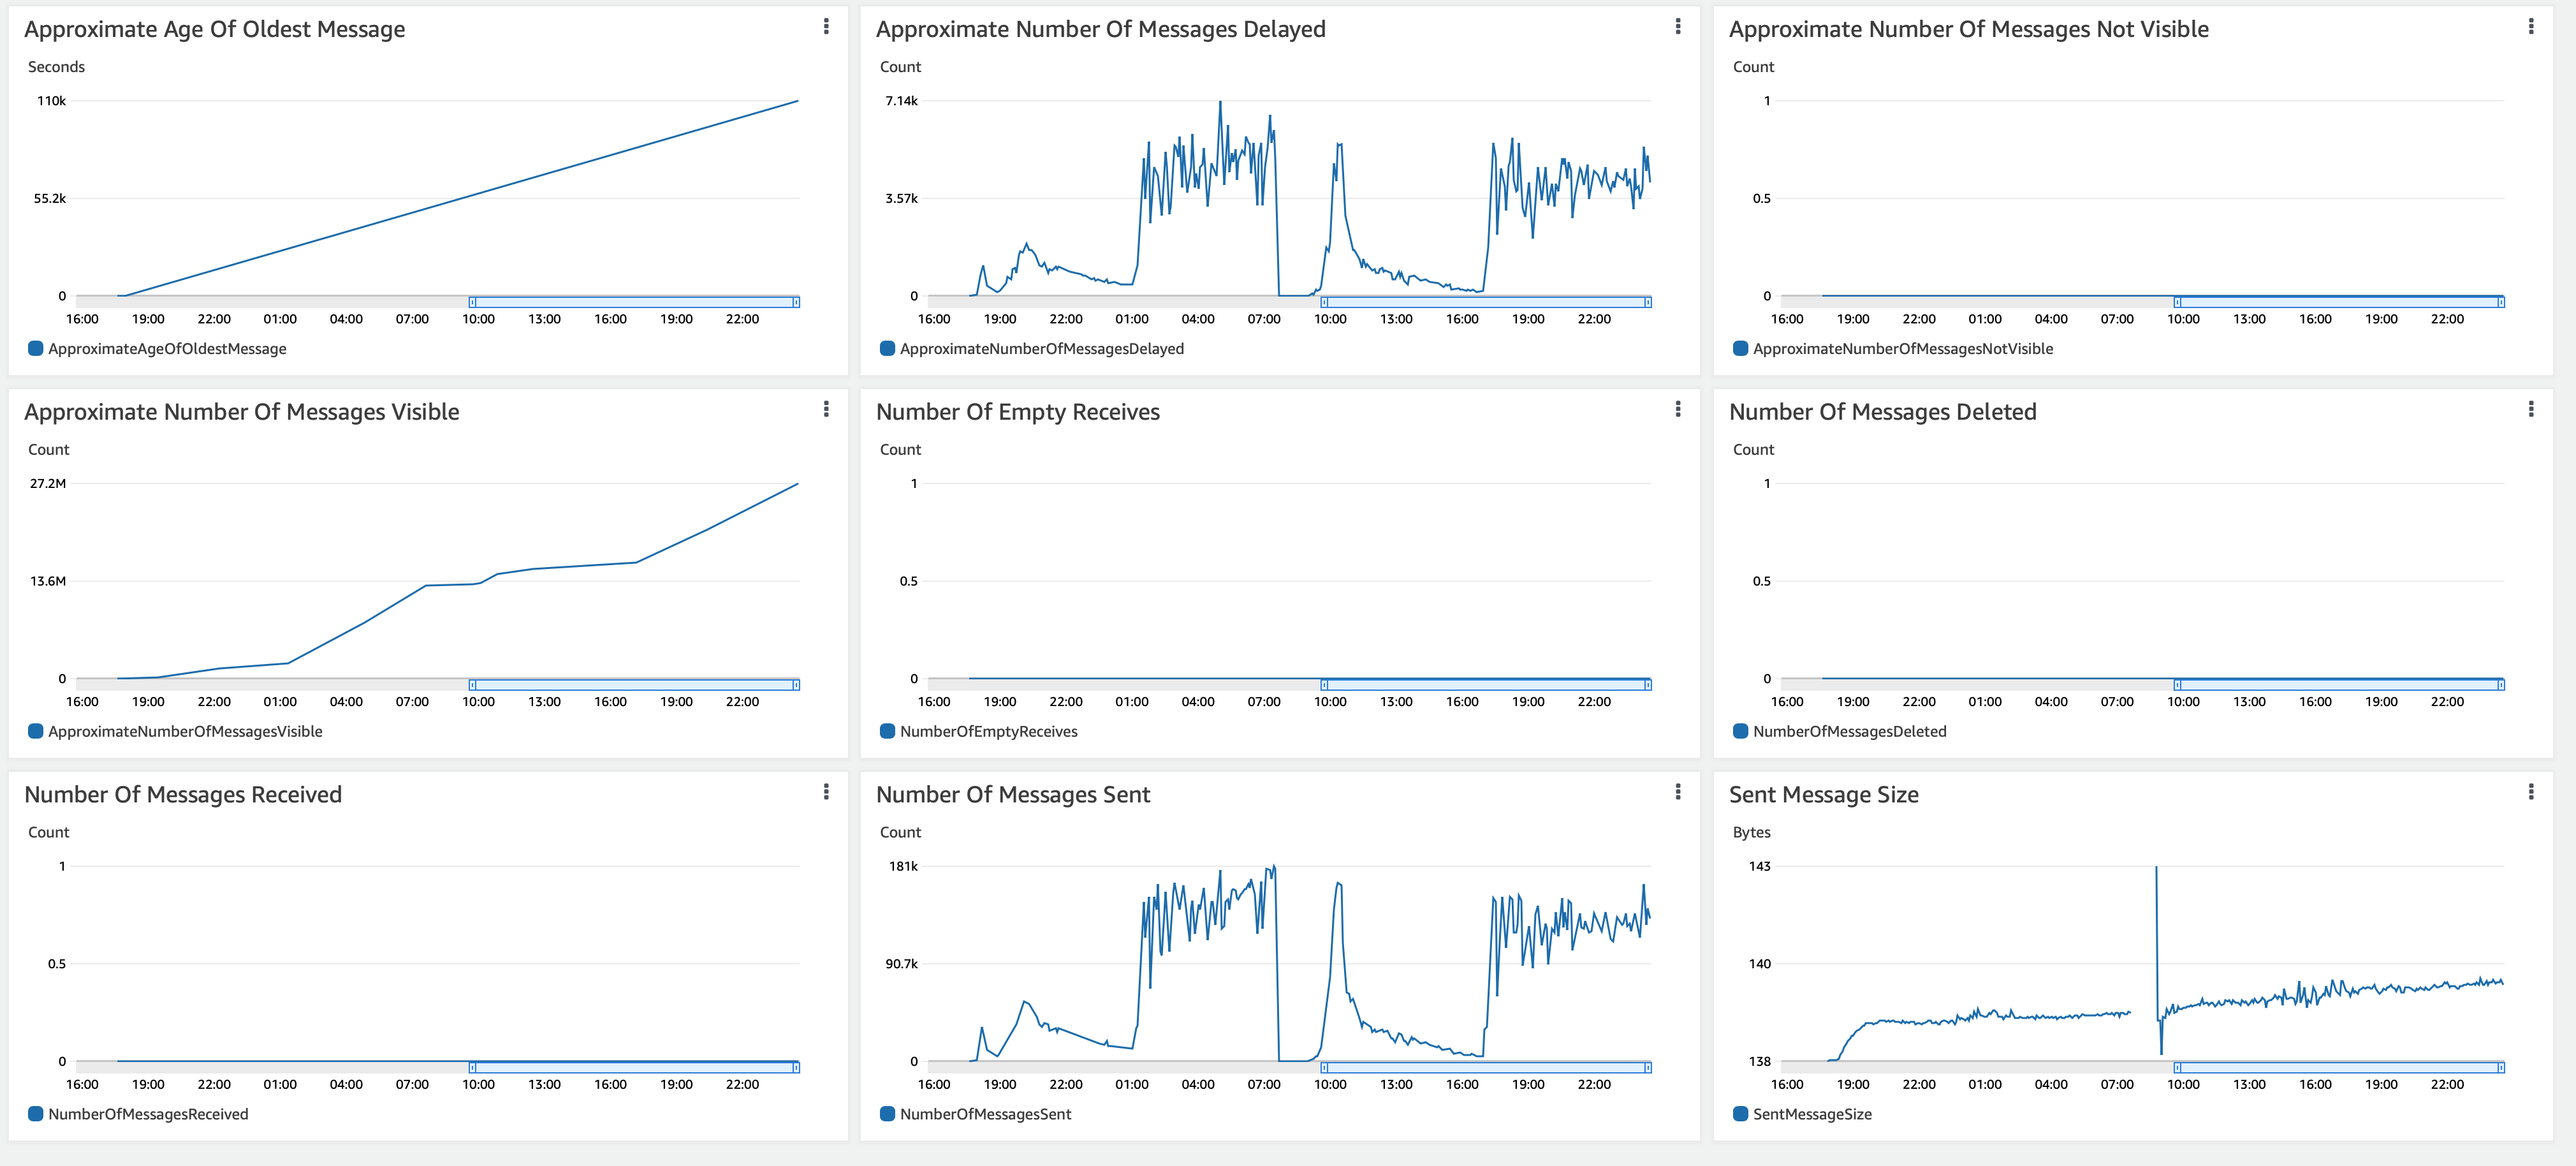 Approximate Age Of Oldest Message
Seconds
110k
55.2k
0
16:00 19:00 22:00 01:00 04:00 07:00 10:00 13:00 16:00 19:00 22:00
ApproximateAgeOfOldestMessage
Approximate Number Of Messages Delayed
Count
7.14k
3.57k
0
16:00 19:00 22:00 01:00 04:00 07:00 10:00 13:00 16:00 19:00 22:00
ApproximateNumberOfMessagesDelayed
Approximate Number Of Messages Not Visible
Count
1
0.5
0
16:00 19:00 22:00 01:00 04:00 07:00 10:00 13:00 16:00 19:00 22:00
ApproximateNumberOfMessagesNotVisible
Approximate Number Of Messages Visible
Count
27.2M
13.6M
0
16:00 19:00 22:00 01:00 04:00 07:00 10:00 13:00 16:00 19:00 22:00
ApproximateNumberOfMessagesVisible
Number Of Empty Receives
Count
1
0.5
0
16:00 19:00 22:00 01:00 04:00 07:00 10:00 13:00 16:00 19:00 22:00
NumberOfEmptyReceives
Number Of Messages Deleted
Count
1
0.5
0
16:00 19:00 22:00 01:00 04:00 07:00 10:00 13:00 16:00 19:00 22:00
NumberOfMessagesDeleted
Number Of Messages Received
Count
1
0.5
0
16:00 19:00 22:00 01:00 04:00 07:00 10:00 13:00 16:00 19:00 22:00
NumberOfMessagesReceived
Number Of Messages Sent
Count
181k
90.7k
0
16:00 19:00 22:00 01:00 04:00 07:00 10:00 13:00 16:00 19:00 22:00
NumberOfMessagesSent
Sent Message Size
Bytes
143
140
138
16:00 19:00 22:00 01:00 04:00 07:00 10:00 13:00 16:00 19:00 22:00
SentMessageSize